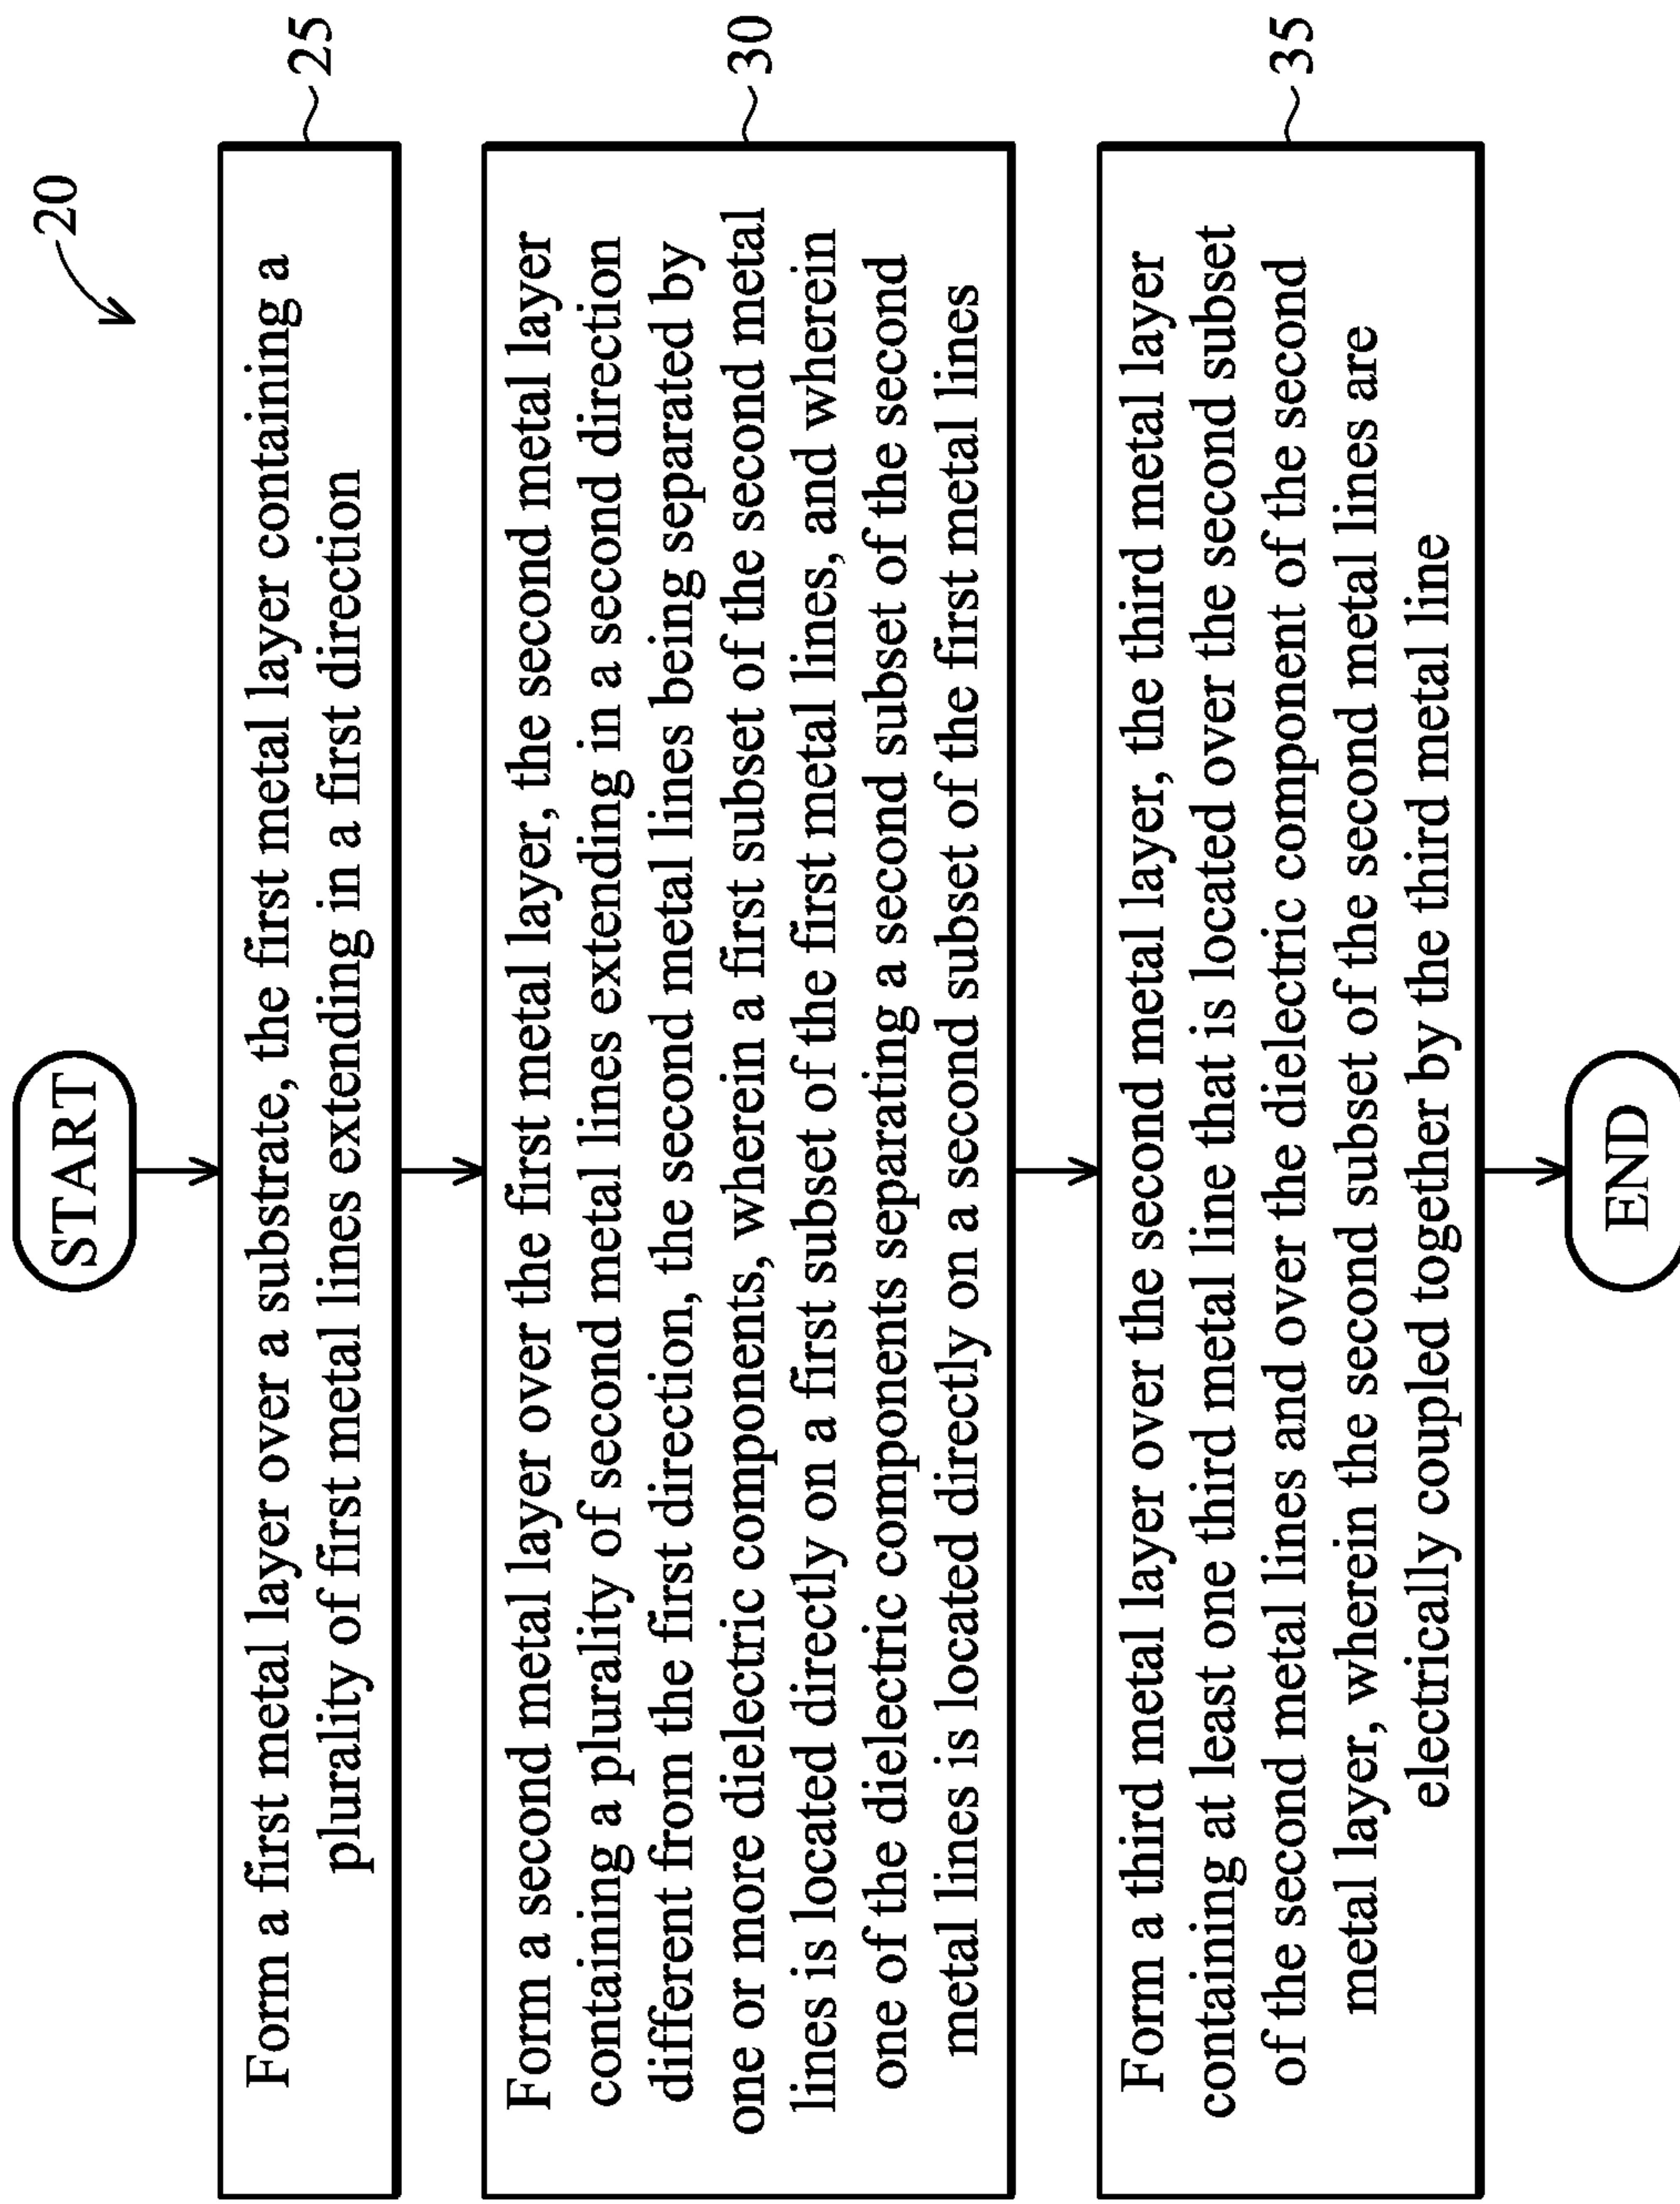 20
START
Form a first metal layer over a substrate, the first metal layer containing a
plurality of first metal lines extending in a first direction
25
Form a second metal layer over the first metal layer, the second metal layer
containing a plurality of second metal lines extending in a second direction
different from the first direction, the second metal lines being separated by
one or more dielectric components, wherein a first subset of the second metal
lines is located directly on a first subset of the first metal lines, and wherein
one of the dielectric components separating a second subset of the second
metal lines is located directly on a second subset of the first metal lines
30
Form a third metal layer over the second metal layer, the third metal layer
containing at least one third metal line that is located over the second subset
of the second metal lines and over the dielectric component of the second
metal layer, wherein the second subset of the second metal lines are
electrically coupled together by the third metal line
35
END